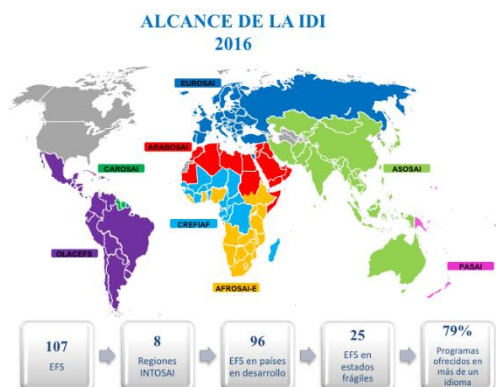 ALCANCE DE LA IDI
2016
EUROSAI
ARABOSAI
CAROSAI
ASOSAI
CREFIAF
OLACEFS
PASAI
AFROSAI-E
107
EFS
8
Regiones
INTOSAI
96
EFS en países
en desarrollo
25
EFS en
estados
frágiles
79%
Programas
ofrecidos en
más de un
idioma